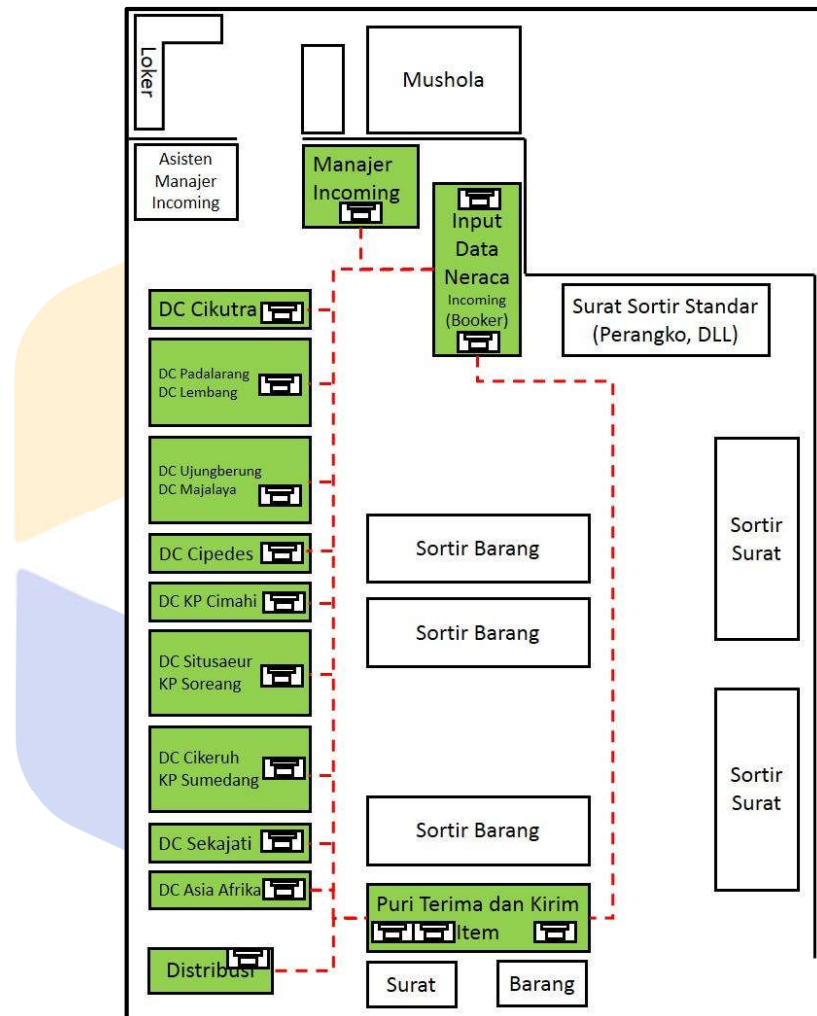 Loker
Mushola
Asisten
Manajer
Incoming
Manajer
Incoming
Input
Data
Neraca
Incoming
(Booker)
Surat Sortir Standar
(Perangko, DLL)
DC Cikutra
DC Padalarang
DC Lembang
DC Ujungberung
DC Majalaya
DC Cipedes
DC KP Cimahi
DC Situsaeur
KP Soreang
DC Cikeruh
KP Sumedang
DC Sekajati
DC Asia Afrika
Distribusi
Sortir Barang
Sortir Barang
Sortir Barang
Puri Terima dan Kirim
Item
Surat
Barang
Sortir
Surat
Sortir
Surat